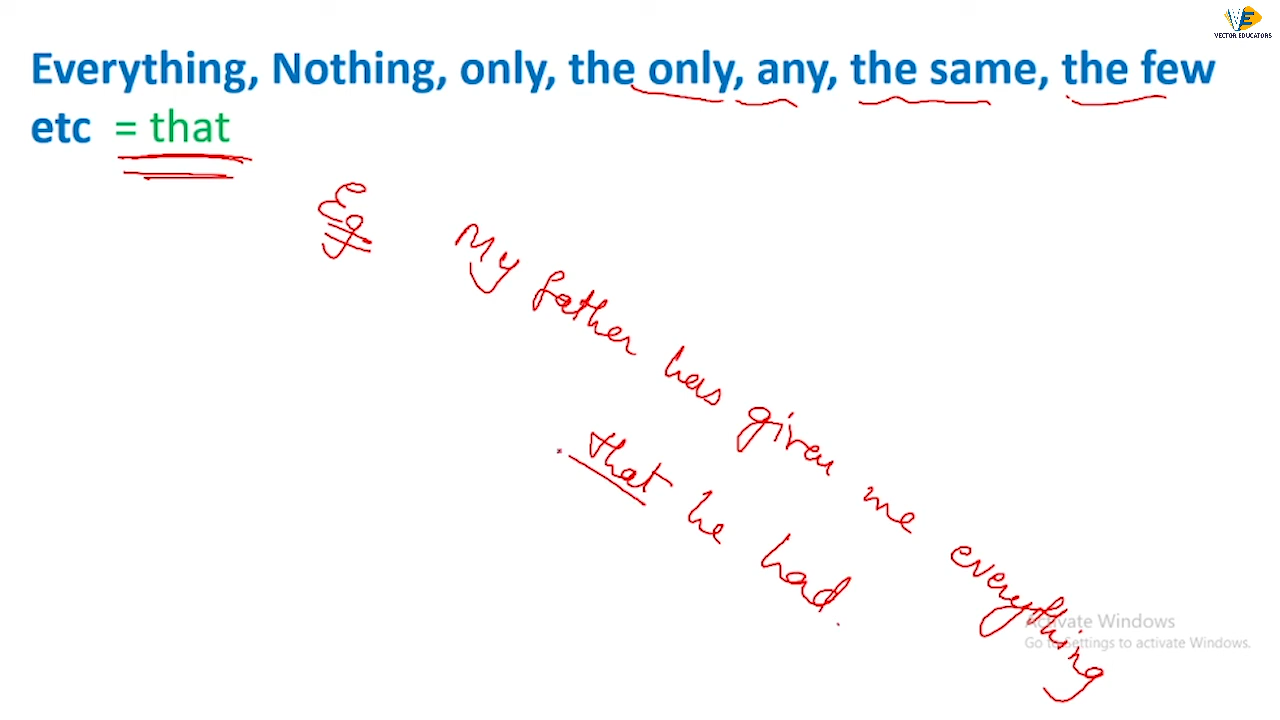 VE
VECTOR EDUCATORS
Everything, Nothing, only, the only, any, the same, the few
etc = that
Eg
My father has given me everything
that he had.
Activate Windows
Go to Settings to activate Windows.